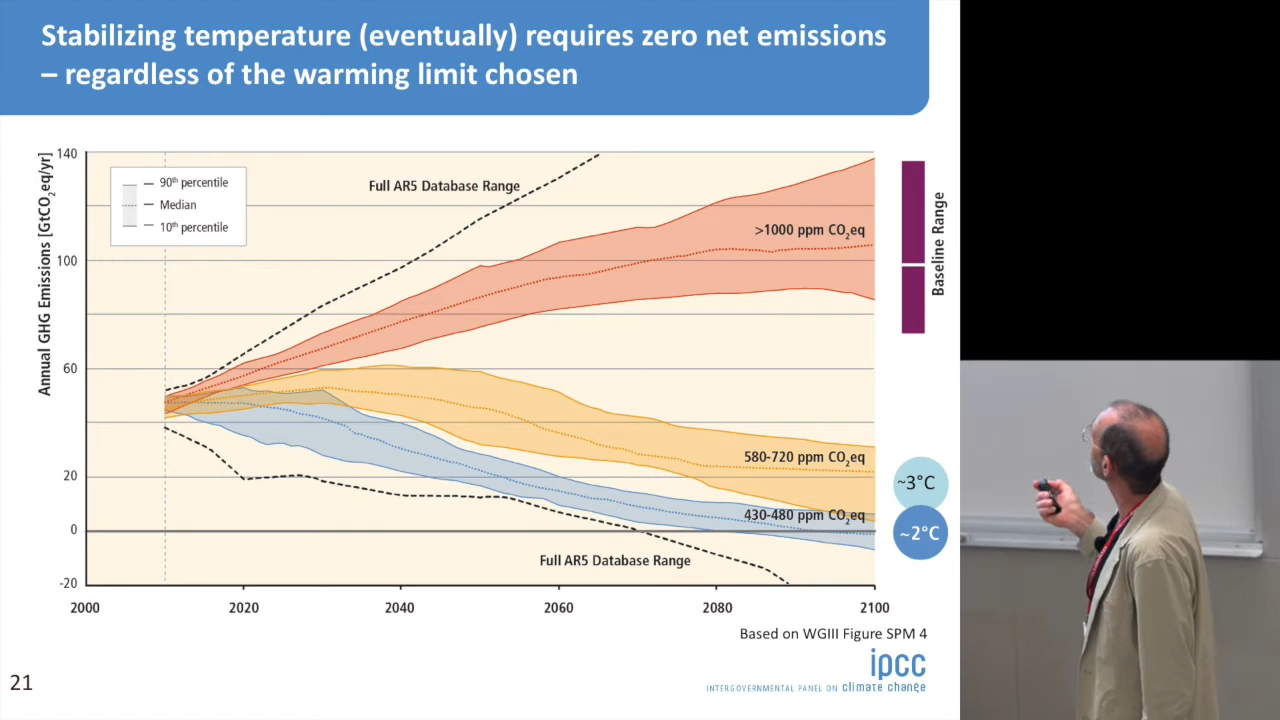 Stabilizing temperature (eventually) requires zero net emissions
– regardless of the warming limit chosen
Annual GHG Emissions [GtCO2eq/yr]
140
100
60
20
0
-20
90th percentile
Median
10th percentile
Full AR5 Database Range
>1000 ppm CO2eq
580-720 ppm CO2eq
430-480 ppm CO2eq
Full AR5 Database Range
Baseline Range
~3°C
~2°C
2000
2020
2040
2060
2080
2100
Based on WGIII Figure SPM 4
ipcc
INTERGOVERNMENTAL PANEL ON climate change
21